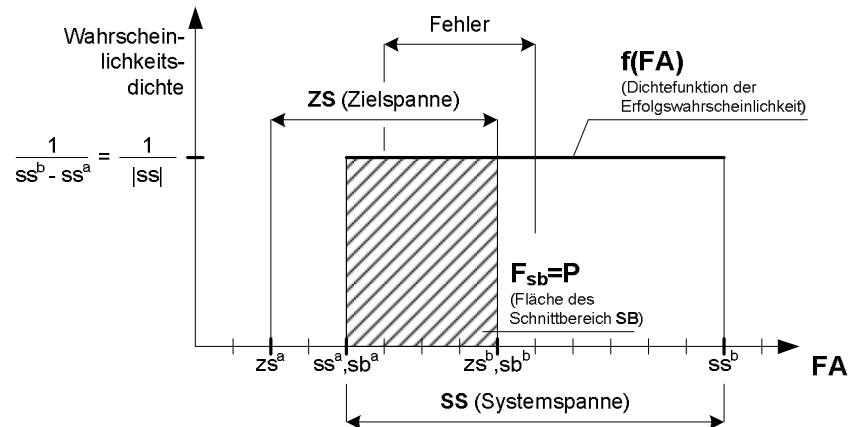 Wahrschein-
lichkeits-
dichte
Fehler
f(FA)
(Dichtefunktion der
Erfolgswahrscheinlichkeit)
ZS (Zielspanne)
1
ss^b - ss^a
=
1
|ss|
F_sb=P
(Fläche des
Schnittbereich SB)
zs^a
ss^a,sb^a
zs^b,sb^b
ss^b
FA
SS (Systemspanne)